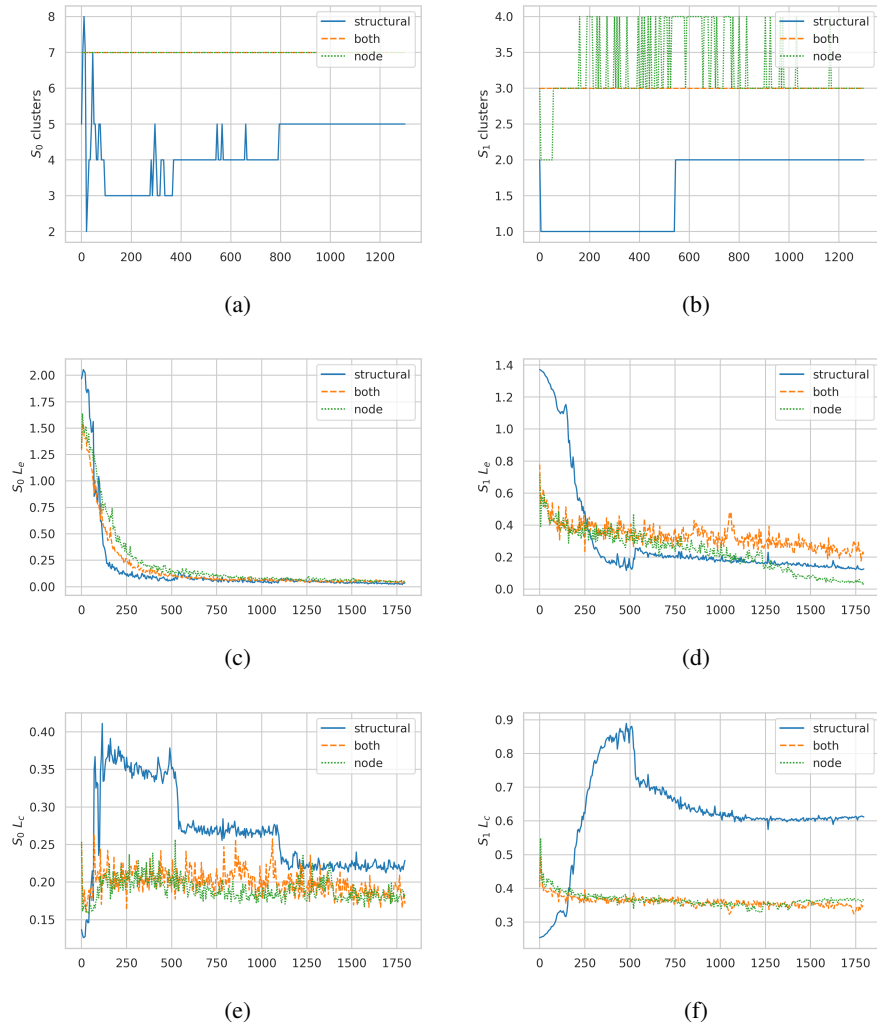 8
7
6
5
4
3
2
S₀ clusters
structural
both
node
0 200 400 600 800 1000 1200
(a)
4.0
3.5
3.0
2.5
2.0
1.5
1.0
S₁ clusters
structural
both
node
0 200 400 600 800 1000 1200
(b)
2.00
1.75
1.50
1.25
1.00
0.75
0.50
0.25
0.00
S₀ Lₑ
structural
both
node
0 250 500 750 1000 1250 1500 1750
(c)
1.4
1.2
1.0
0.8
0.6
0.4
0.2
0.0
S₁ Lₑ
structural
both
node
0 250 500 750 1000 1250 1500 1750
(d)
0.40
0.35
0.30
0.25
0.20
0.15
S₀ L_c
structural
both
node
0 250 500 750 1000 1250 1500 1750
(e)
0.9
0.8
0.7
0.6
0.5
0.4
0.3
S₁ L_c
structural
both
node
0 250 500 750 1000 1250 1500 1750
(f)